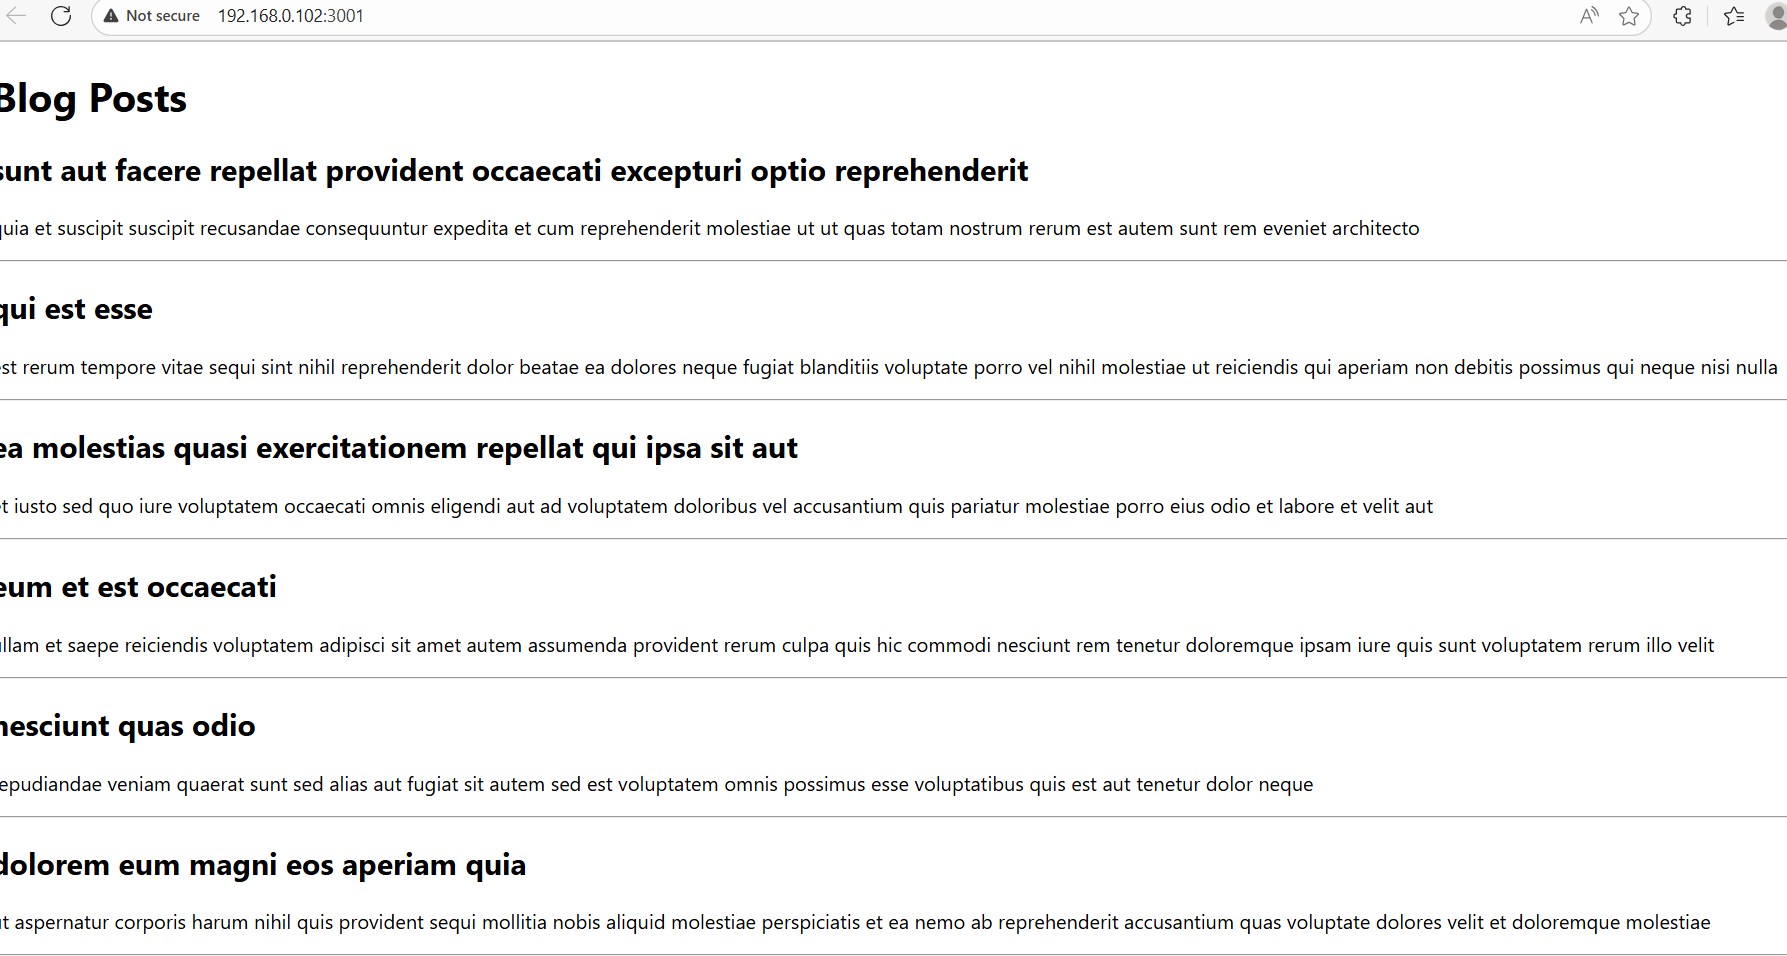 Not secure 192.168.0.102:3001
Blog Posts
sunt aut facere repellat provident occaecati excepturi optio reprehenderit
quia et suscipit suscipit recusandae consequuntur expedita et cum reprehenderit molestiae ut ut quas totam nostrum rerum est autem sunt rem eveniet architecto
qui est esse
est rerum tempore vitae sequi sint nihil reprehenderit dolor beatae ea dolores neque fugiat blanditiis voluptate porro vel nihil molestiae ut reiciendis qui aperiam non debitis possimus qui neque nisi nulla
ea molestias quasi exercitationem repellat qui ipsa sit aut
et iusto sed quo iure voluptatem occaecati omnis eligendi aut ad voluptatem doloribus vel accusantium quis pariatur molestiae porro eius odio et labore et velit aut
eum et est occaecati
ullam et saepe reiciendis voluptatem adipisci sit amet autem assumenda provident rerum culpa quis hic commodi nesciunt rem tenetur doloremque ipsam iure quis sunt voluptatem rerum illo velit
nesciunt quas odio
repudiandae veniam quaerat sunt sed alias aut fugiat sit autem sed est voluptatem omnis possimus esse voluptatibus quis est aut tenetur dolor neque
dolorem eum magni eos aperiam quia
ut aspernatur corporis harum nihil quis provident sequi mollitia nobis aliquid molestiae perspiciatis et ea nemo ab reprehenderit accusantium quas voluptate dolores velit et doloremque molestiae